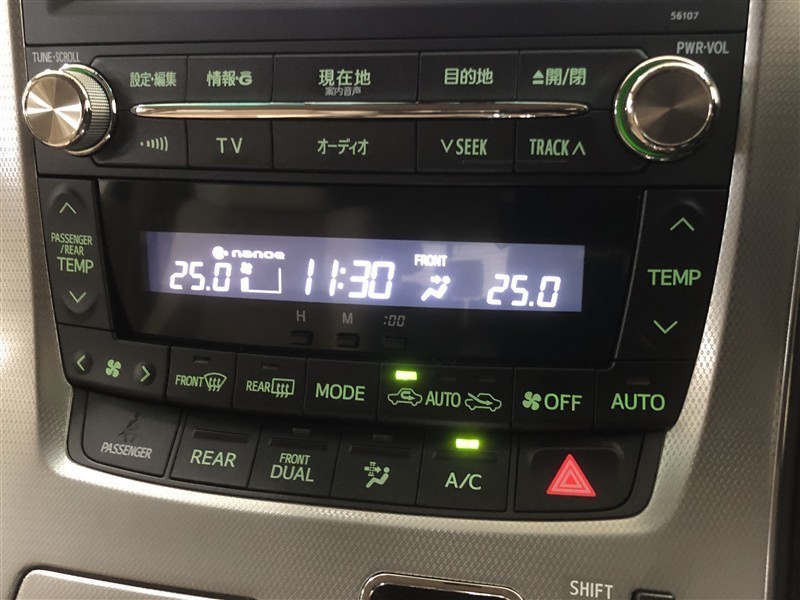 58107
TUNE·SCROLL
PWR·VOL
設定・編集 情報・G 現在地 目的地 ▲開/閉
案内音声
TV オーディオ ∨ SEEK TRACK ∧
PASSENGER
/REAR
TEMP
nanoe
25.0 11:30 FRONT 25.0
TEMP
H M :00
FRONT REAR MODE AUTO OFF AUTO
PASSENGER REAR FRONT
DUAL A/C
SHIFT